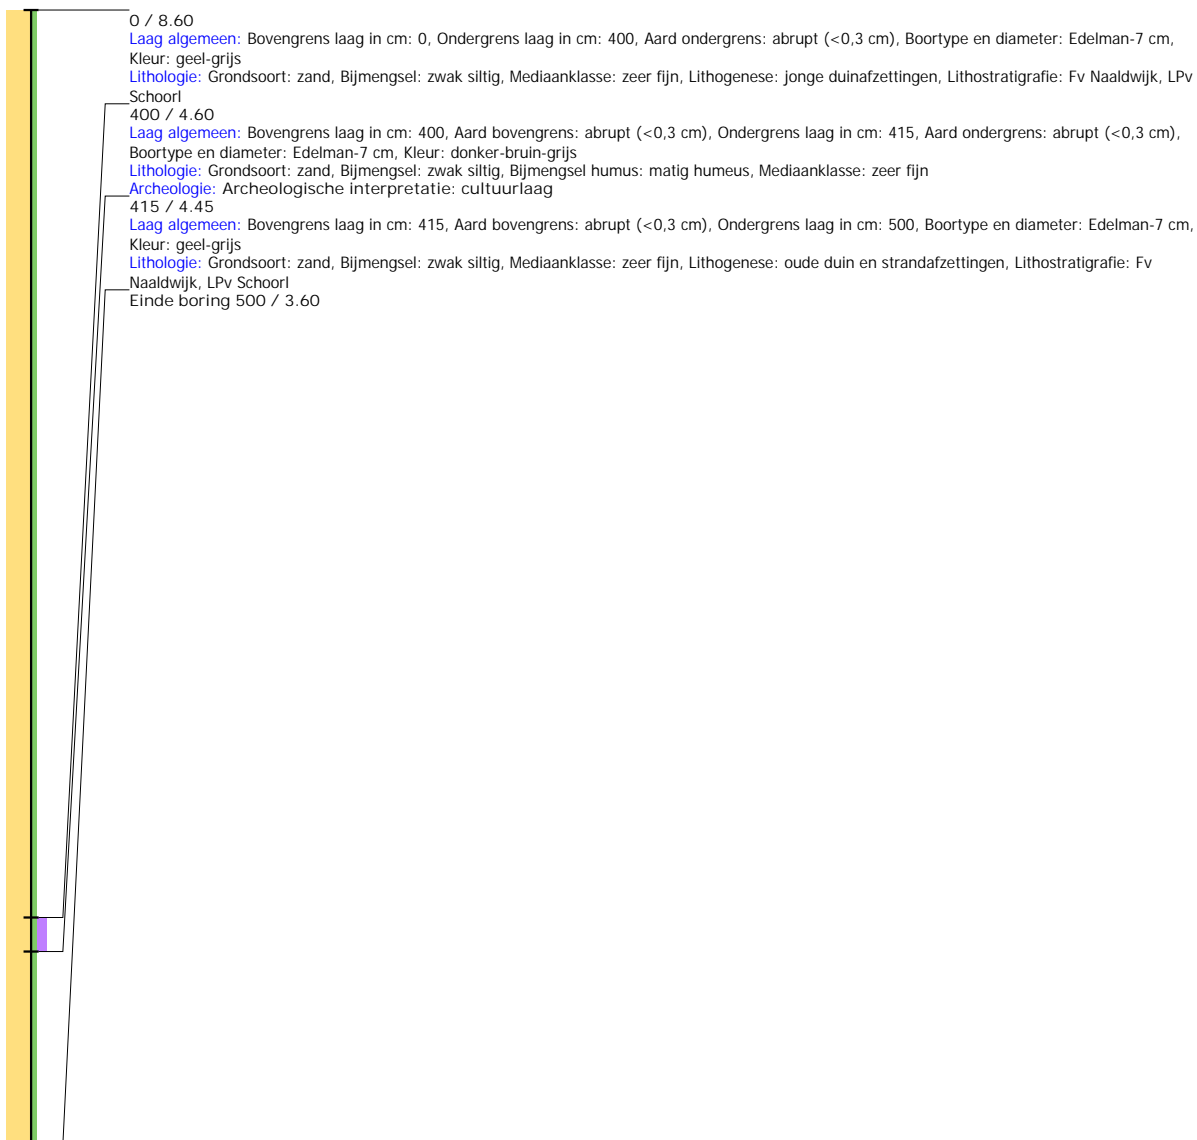 0 / 8.60
Laag algemeen: Bovengrens laag in cm: 0, Ondergrens laag in cm: 400, Aard ondergrens: abrupt (<0,3 cm), Boortype en diameter: Edelman-7 cm,
Kleur: geel-grijs
Lithologie: Grondsoort: zand, Bijmengsel: zwak siltig, Mediaanklasse: zeer fijn, Lithogenese: jonge duinafzettingen, Lithostratigrafie: Fv Naaldwijk, LPv
Schoorl
400 / 4.60
Laag algemeen: Bovengrens laag in cm: 400, Aard bovengrens: abrupt (<0,3 cm), Ondergrens laag in cm: 415, Aard ondergrens: abrupt (<0,3 cm),
Boortype en diameter: Edelman-7 cm, Kleur: donker-bruin-grijs
Lithologie: Grondsoort: zand, Bijmengsel: zwak siltig, Bijmengsel humus: matig humeus, Mediaanklasse: zeer fijn
Archeologie: Archeologische interpretatie: cultuurlaag
415 / 4.45
Laag algemeen: Bovengrens laag in cm: 415, Aard bovengrens: abrupt (<0,3 cm), Ondergrens laag in cm: 500, Boortype en diameter: Edelman-7 cm,
Kleur: geel-grijs
Lithologie: Grondsoort: zand, Bijmengsel: zwak siltig, Mediaanklasse: zeer fijn, Lithogenese: oude duin en strandafzettingen, Lithostratigrafie: Fv
Naaldwijk, LPv Schoorl
Einde boring 500 / 3.60